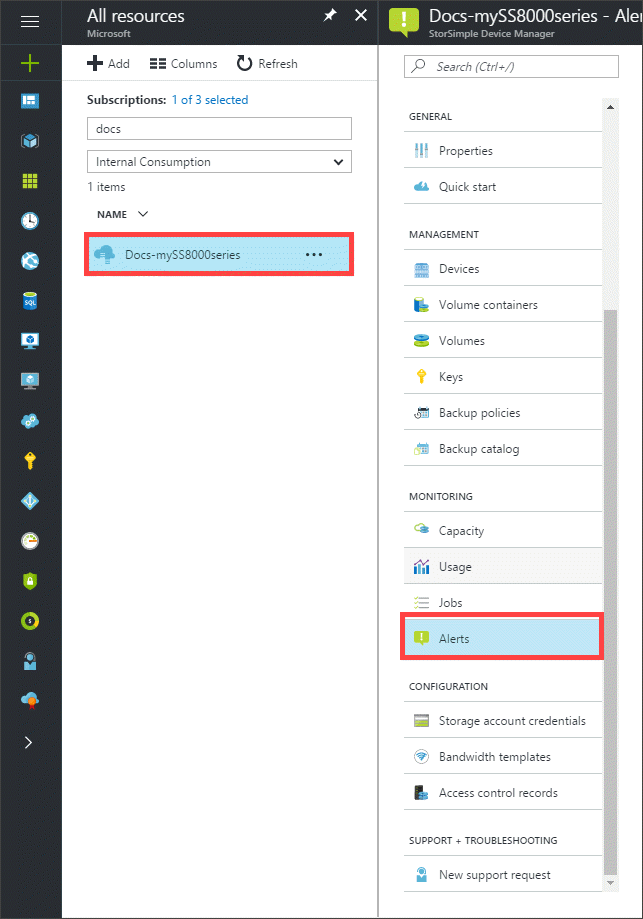 All resources
Microsoft
Add
Columns
Refresh
Subscriptions: 1 of 3 selected
docs
Internal Consumption
1 items
NAME
Docs-mySS8000series
Docs-mySS8000series - Aler
StorSimple Device Manager
Search (Ctrl+/)
GENERAL
Properties
Quick start
MANAGEMENT
Devices
Volume containers
Volumes
Keys
Backup policies
Backup catalog
MONITORING
Capacity
Usage
Jobs
Alerts
CONFIGURATION
Storage account credentials
Bandwidth templates
Access control records
SUPPORT + TROUBLESHOOTING
New support request
SQL